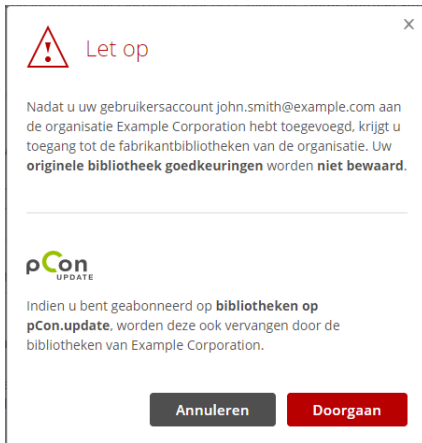 Let op
Nadat u uw gebruikersaccount john.smith@example.com aan
de organisatie Example Corporation hebt toegevoegd, krijgt u
toegang tot de fabrikantbibliotheken van de organisatie. Uw
originele bibliotheek goedkeuringen worden niet bewaard.
pCon
UPDATE
Indien u bent geabonneerd op bibliotheken op
pCon.update, worden deze ook vervangen door de
bibliotheken van Example Corporation.
Annuleren Doorgaan